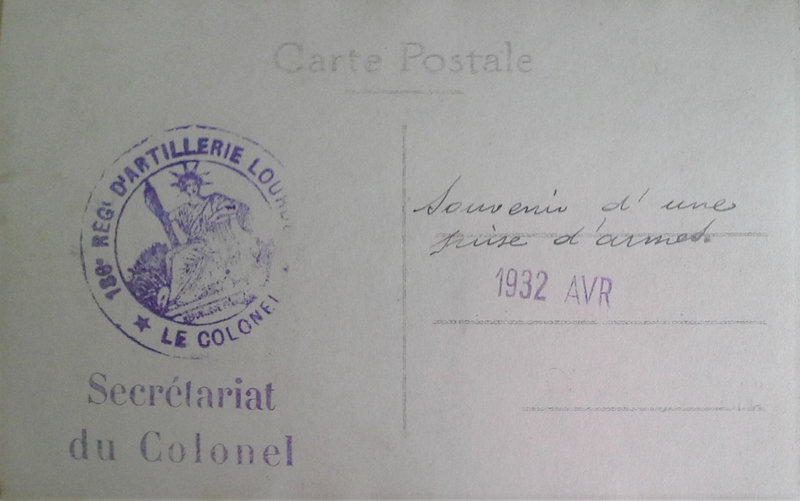 Carte Postale
186e REGt D'ARTILLERIE LOURDE
LE COLONEL
Secrétariat
du Colonel
Souvenir d'une
prise d'armes.
1932 AVR